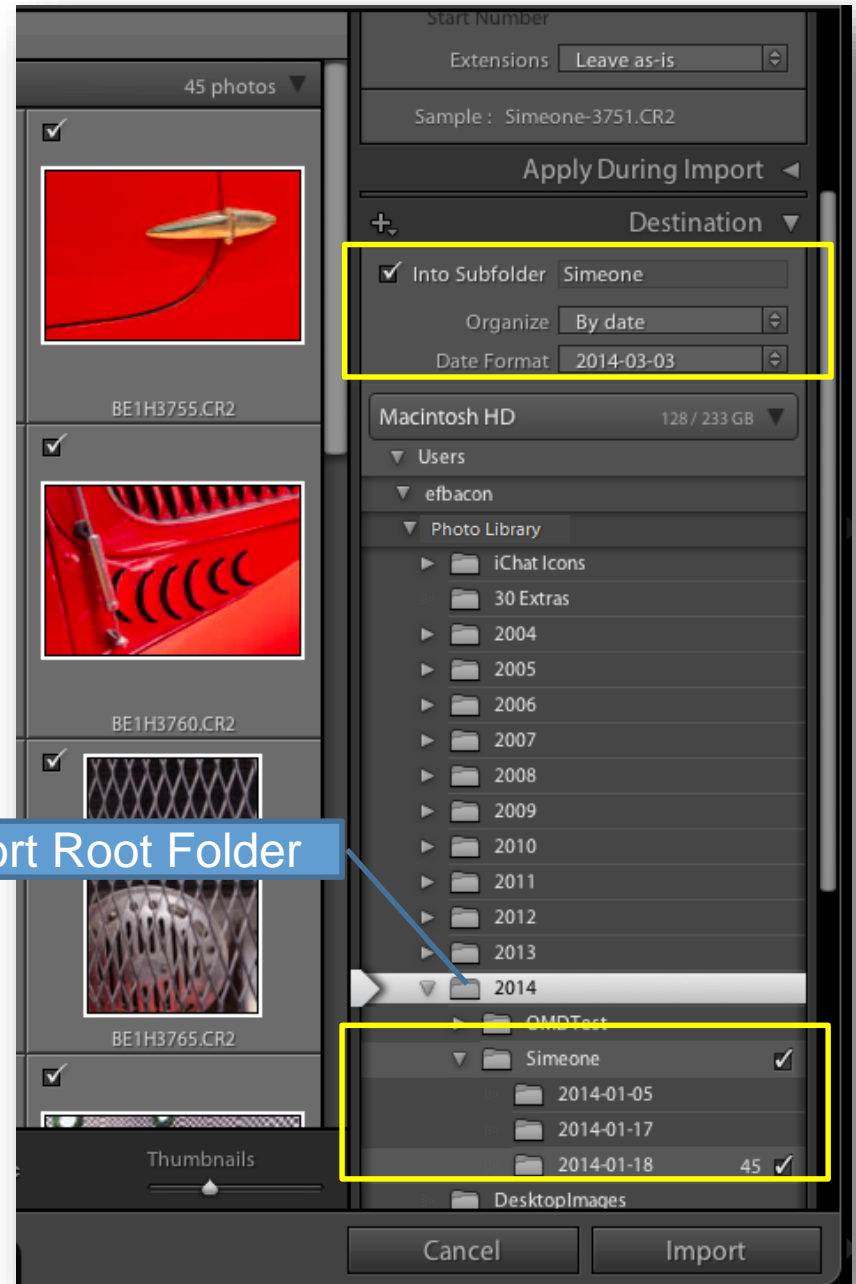 45 photos
BE1H3755.CR2
BE1H3760.CR2
BE1H3765.CR2
Thumbnails
Root Folder
Start Number
Extensions Leave as-is
Sample : Simeone-3751.CR2
Apply During Import
Destination
Into Subfolder Simeone
Organize By date
Date Format 2014-03-03
Macintosh HD 128 / 233 GB
Users
efbacon
Photo Library
iChat Icons
30 Extras
2004
2005
2006
2007
2008
2009
2010
2011
2012
2013
2014
OMDTest
Simeone
2014-01-05
2014-01-17
2014-01-18 45
DesktopImages
Cancel Import